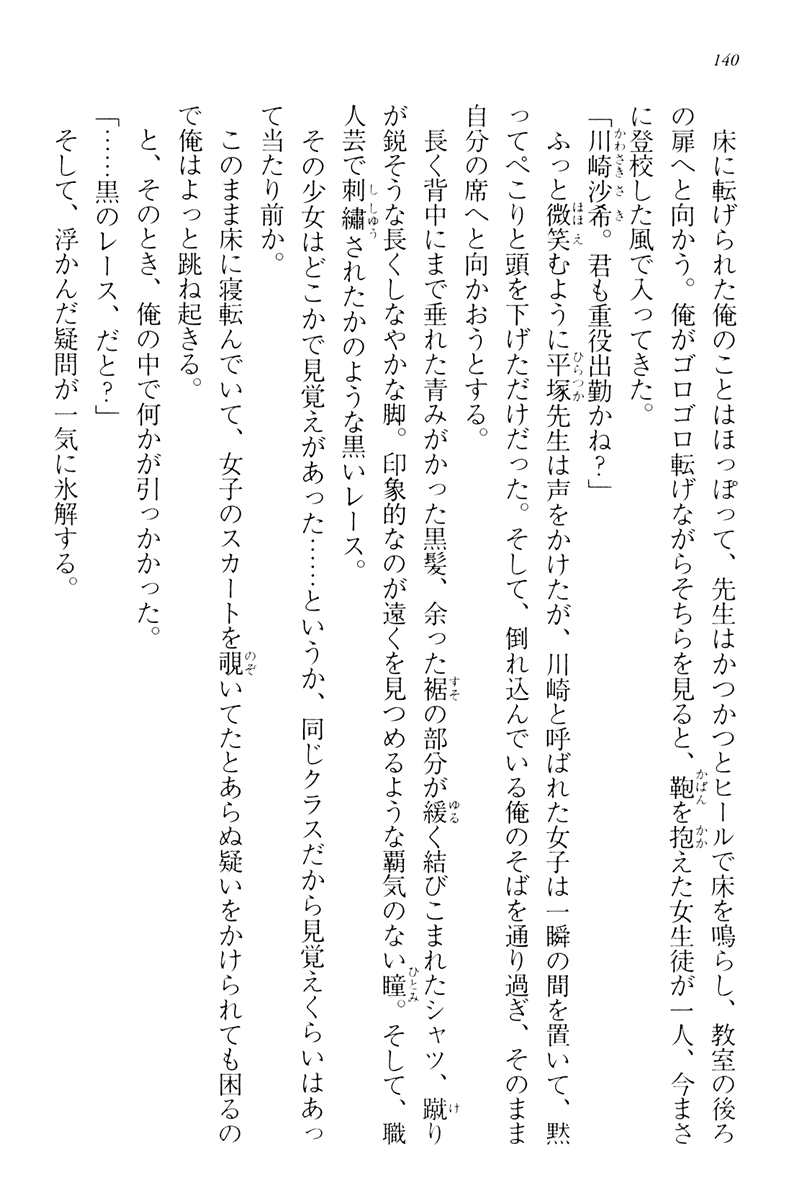 140
床に転げられた俺のことはほっぽって、先生はかつかつとヒールで床を鳴らし、教室の後ろ
の扉へと向かう。俺がゴロゴロ転げながらそちらを見ると、鞄を抱えた女生徒が一人、今まさ
に登校した風で入ってきた。
「川崎沙希。君も重役出勤かね?」
ふっと微笑むように平塚先生は声をかけたが、川崎と呼ばれた女子は一瞬の間を置いて、黙
ってぺこりと頭を下げただけだった。そして、倒れ込んでいる俺のそばを通り過ぎ、そのまま
自分の席へと向かおうとする。
長く背中にまで垂れた青みがかった黒髪、余った裾の部分が緩く結びこまれたシャツ、蹴り
が鋭そうな長くしなやかな脚。印象的なのが遠くを見つめるような覇気のない瞳。そして、職
人芸で刺繍されたかのような黒いレース。
その少女はどこかで見覚えがあった……というか、同じクラスだから見覚えくらいはあっ
て当たり前か。
このまま床に寝転んでいて、女子のスカートを覗いてたとあらぬ疑いをかけられても困るの
で俺はよっと跳ね起きる。
と、そのとき、俺の中で何かが引っかかった。
「……黒のレース、だと?」
そして、浮かんだ疑問が一気に氷解する。